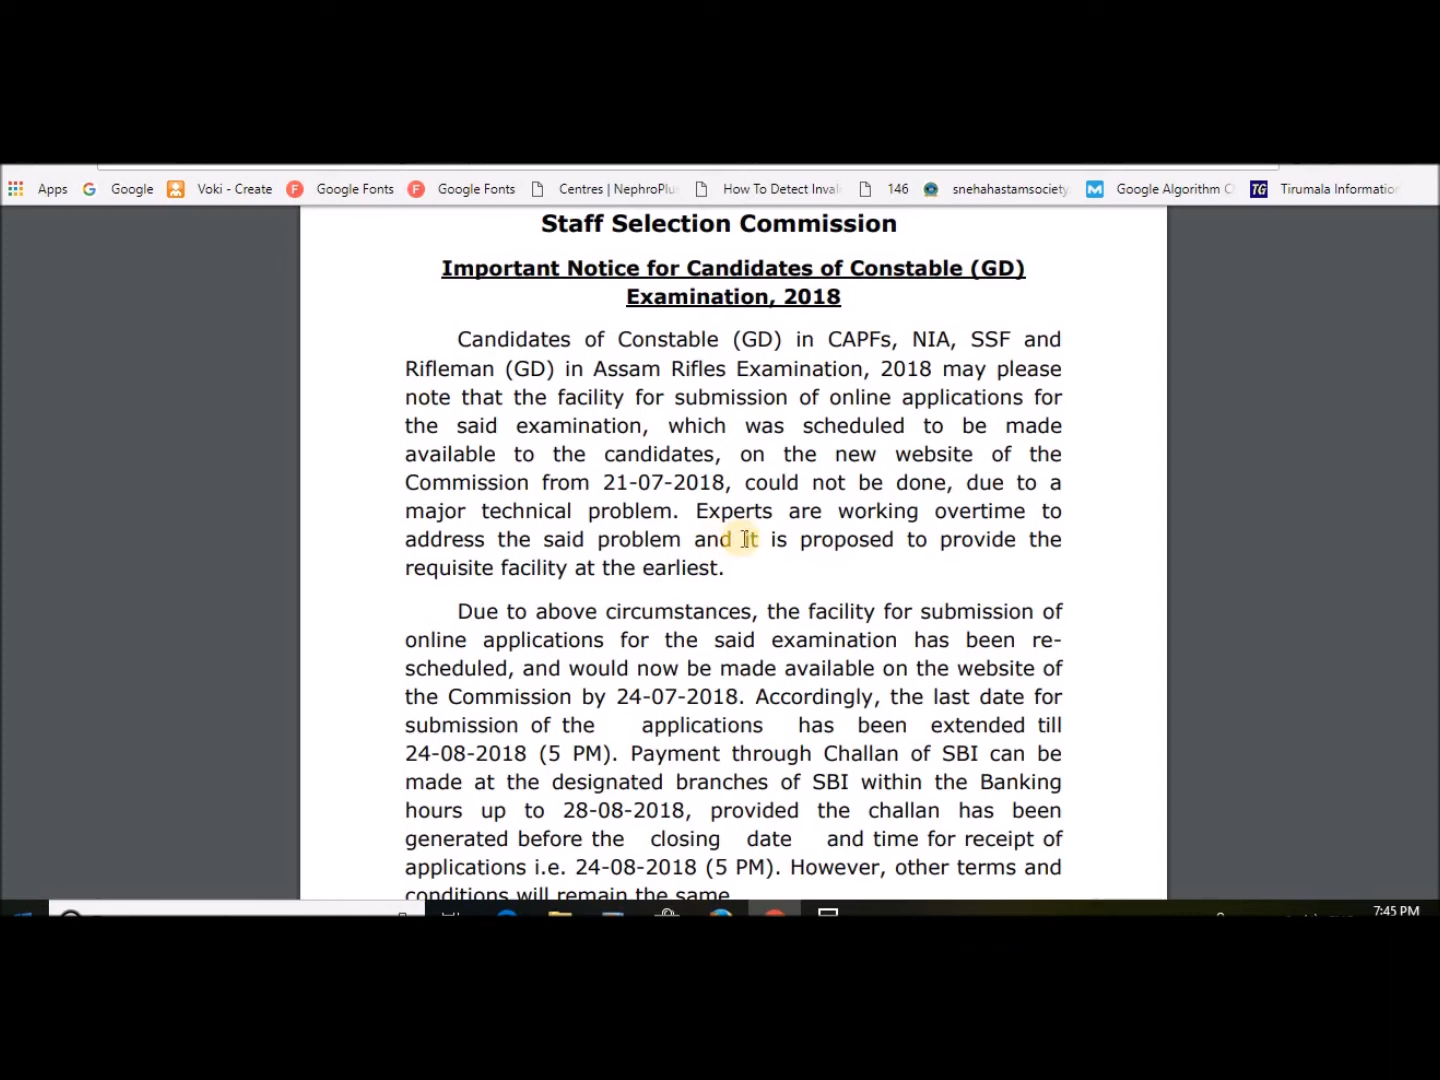 Apps Google Voki - Create Google Fonts Google Fonts Centres | NephroPlu How To Detect Inval 146 snehahastamsociety Google Algorithm C TG Tirumala Information
Staff Selection Commission
Important Notice for Candidates of Constable (GD)
Examination, 2018
Candidates of Constable (GD) in CAPFs, NIA, SSF and
Rifleman (GD) in Assam Rifles Examination, 2018 may please
note that the facility for submission of online applications for
the said examination, which was scheduled to be made
available to the candidates, on the new website of the
Commission from 21-07-2018, could not be done, due to a
major technical problem. Experts are working overtime to
address the said problem and it is proposed to provide the
requisite facility at the earliest.
Due to above circumstances, the facility for submission of
online applications for the said examination has been re-
scheduled, and would now be made available on the website of
the Commission by 24-07-2018. Accordingly, the last date for
submission of the applications has been extended till
24-08-2018 (5 PM). Payment through Challan of SBI can be
made at the designated branches of SBI within the Banking
hours up to 28-08-2018, provided the challan has been
generated before the closing date and time for receipt of
applications i.e. 24-08-2018 (5 PM). However, other terms and
conditions will remain the same.
7:45 PM